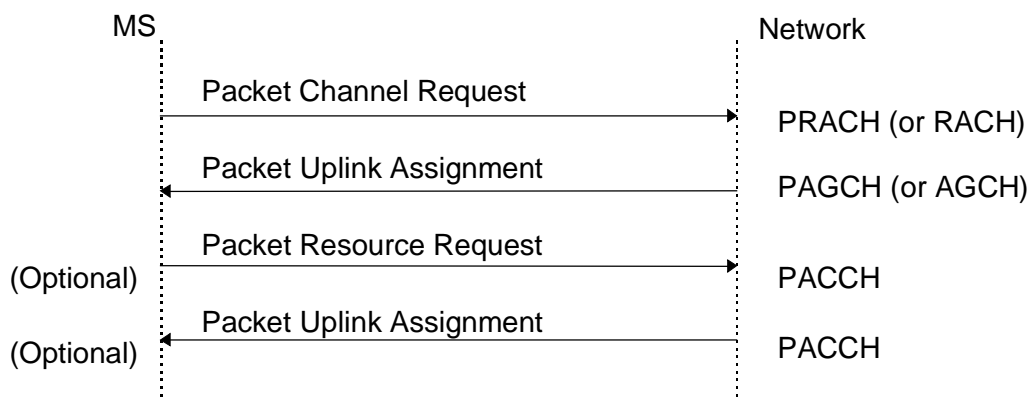 MS
Network
Packet Channel Request
PRACH (or RACH)
Packet Uplink Assignment
PAGCH (or AGCH)
Packet Resource Request
(Optional)
PACCH
Packet Uplink Assignment
(Optional)
PACCH